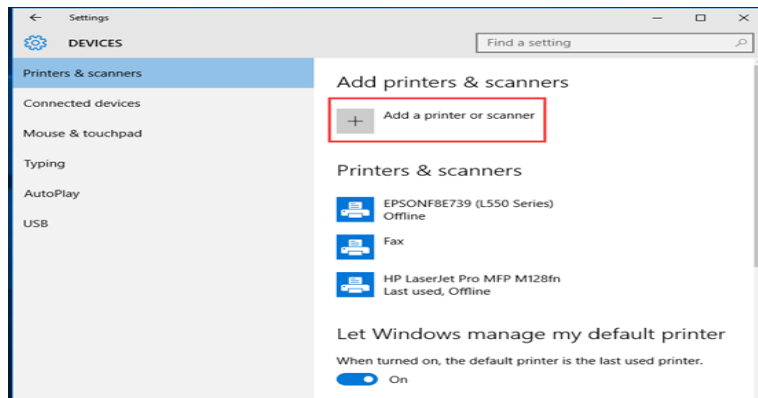 Settings
DEVICES
Find a setting
Printers & scanners
Connected devices
Mouse & touchpad
Typing
AutoPlay
USB
Add printers & scanners
Add a printer or scanner
Printers & scanners
EPSONF8E739 (L550 Series)
Offline
Fax
HP LaserJet Pro MFP M128fn
Last used, Offline
Let Windows manage my default printer
When turned on, the default printer is the last used printer.
On